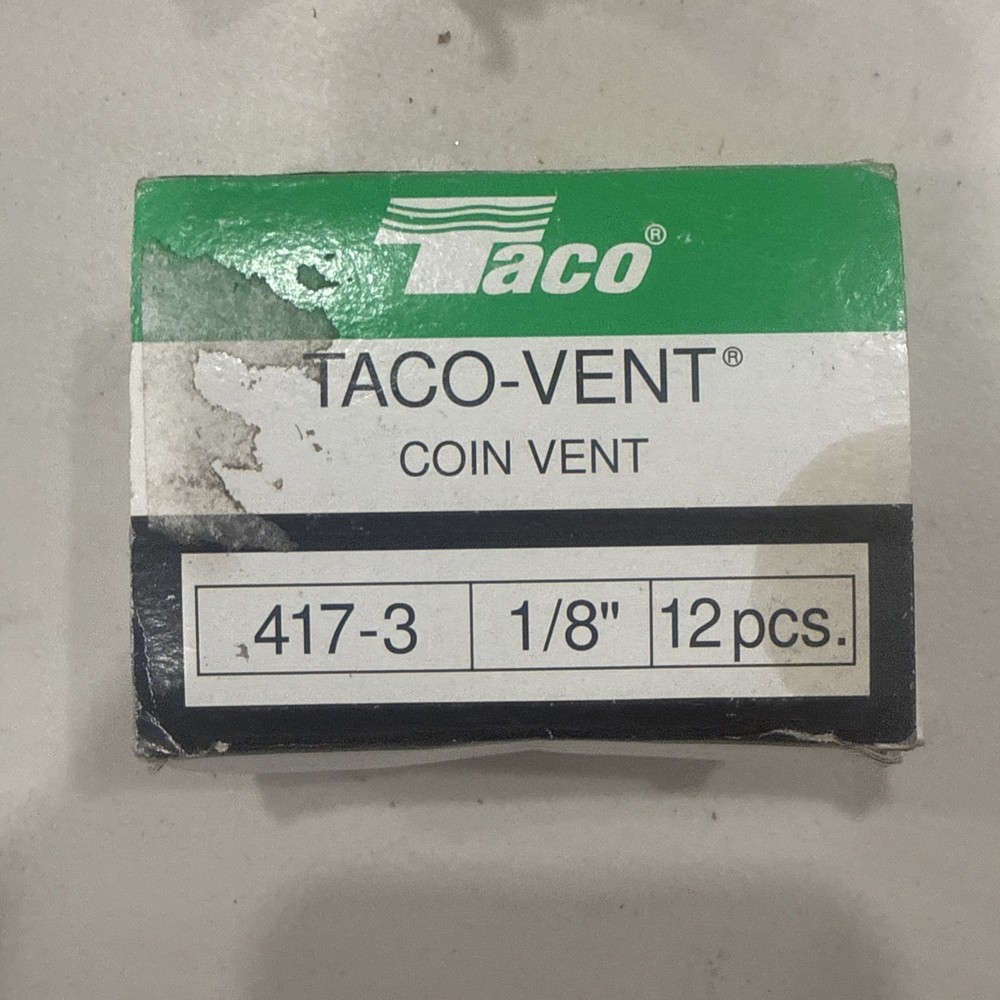 Taco®
TACO-VENT®
COIN VENT
417-3 1/8" 12 pcs.